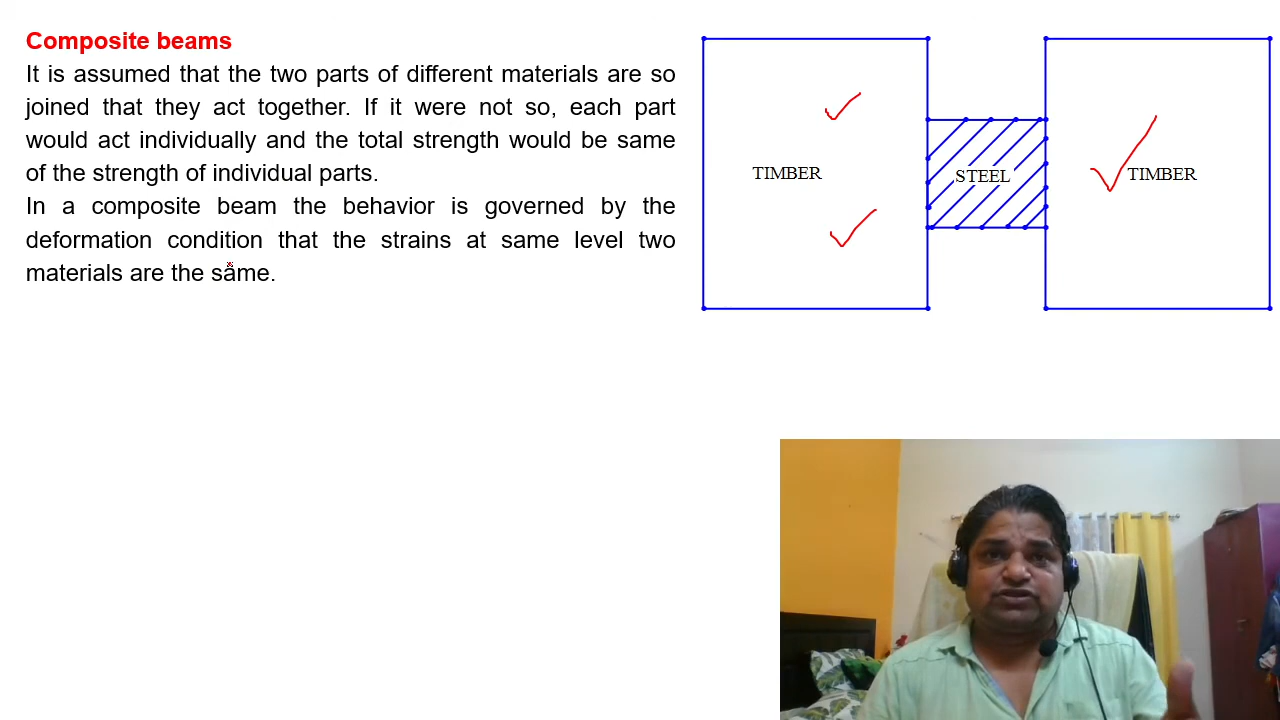 Composite beams
It is assumed that the two parts of different materials are so
joined that they act together. If it were not so, each part
would act individually and the total strength would be same
of the strength of individual parts.
In a composite beam the behavior is governed by the
deformation condition that the strains at same level two
materials are the same.
TIMBER
STEEL
TIMBER